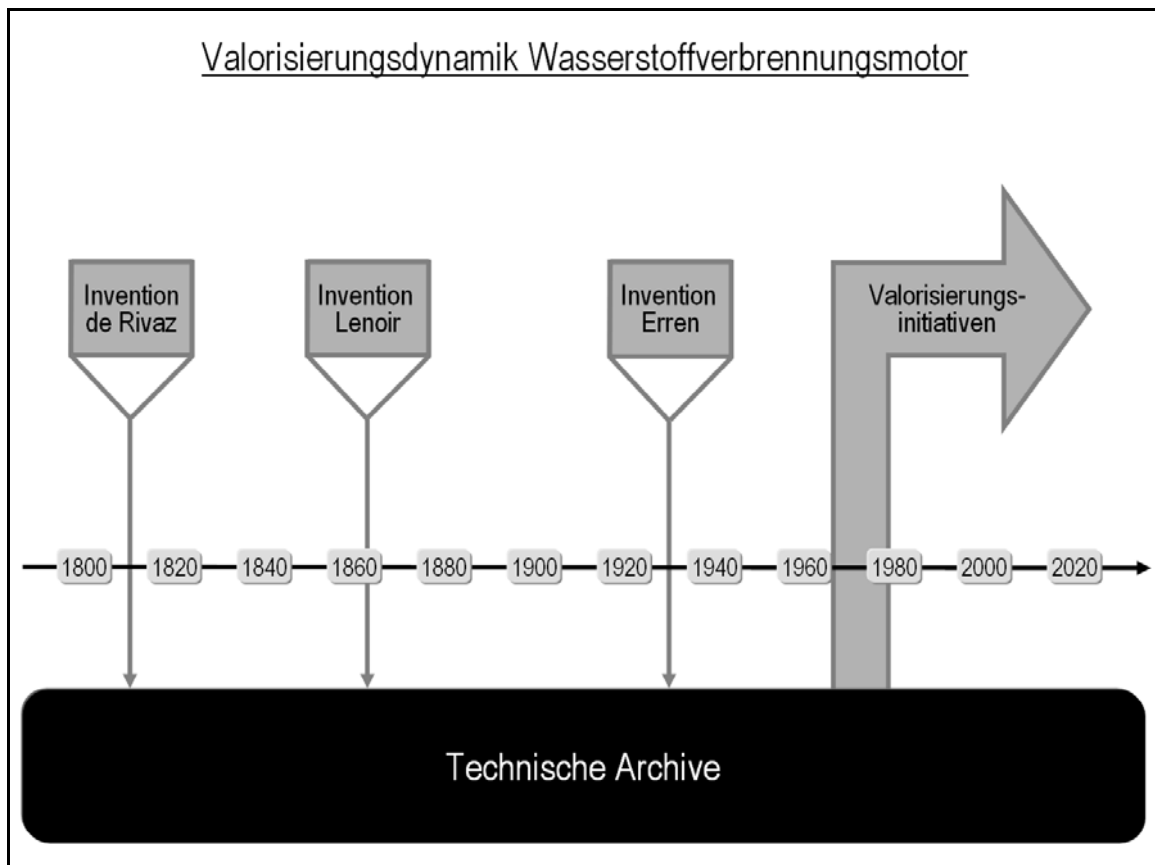 Valorisierungsdynamik Wasserstoffverbrennungsmotor
Invention
de Rivaz
Invention
Lenoir
Invention
Erren
Valorisierungs-
initiativen
1800 1820 1840 1860 1880 1900 1920 1940 1960 1980 2000 2020
Technische Archive